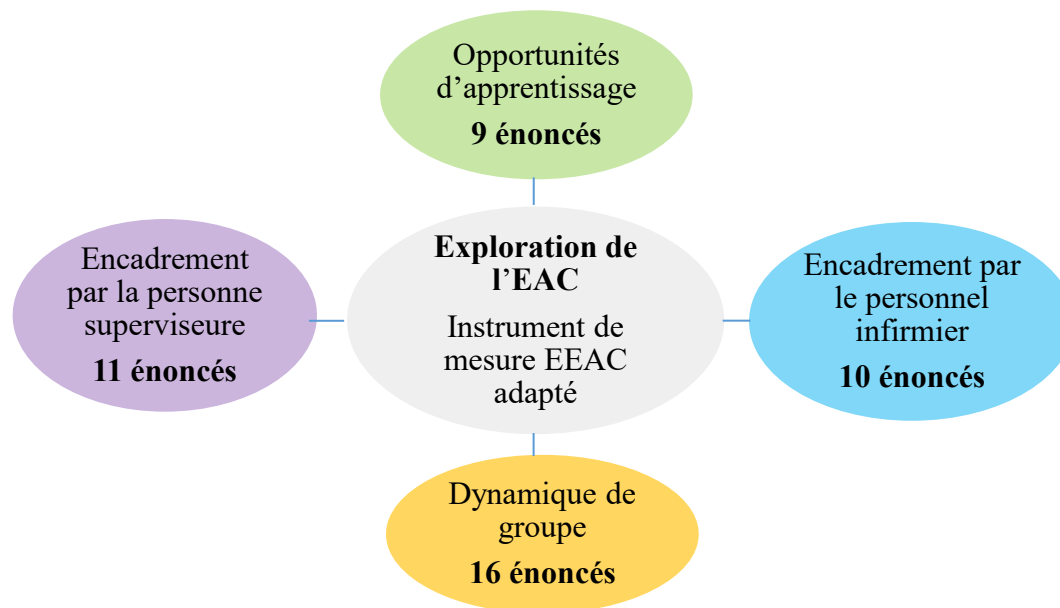 Opportunités
d’apprentissage
9 énoncés
Encadrement
par la personne
superviseure
11 énoncés
Exploration de
l’EAC
Instrument de
mesure EEAC
adapté
Encadrement par
le personnel
infirmier
10 énoncés
Dynamique de
groupe
16 énoncés